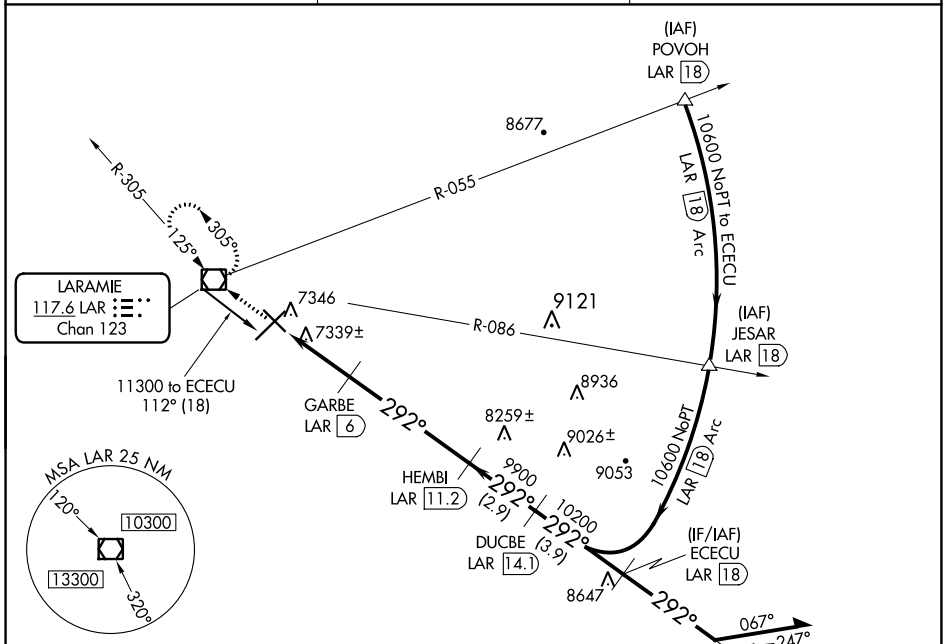 (IAF)
POVOH
LAR 18
8677
10600 NoPT to ECECU
LAR 18 Arc
R-305
R-055
305°
125°
LARAMIE
117.6 LAR
Chan 123
7346
7339±
9121
R-086
(IAF)
JESAR
LAR 18
11300 to ECECU
112° (18)
GARBE
LAR 6
292°
8936
8259±
9026±
9053
10600 NoPT
LAR 18 Arc
MSA LAR 25 NM
120°
10300
13300
320°
HEMBI
LAR 11.2
9900
292°
(2.9)
10200
292°
(3.9)
DUCBE
LAR 14.1
(IF/IAF)
ECECU
LAR 18
8647
292°
067°
247°